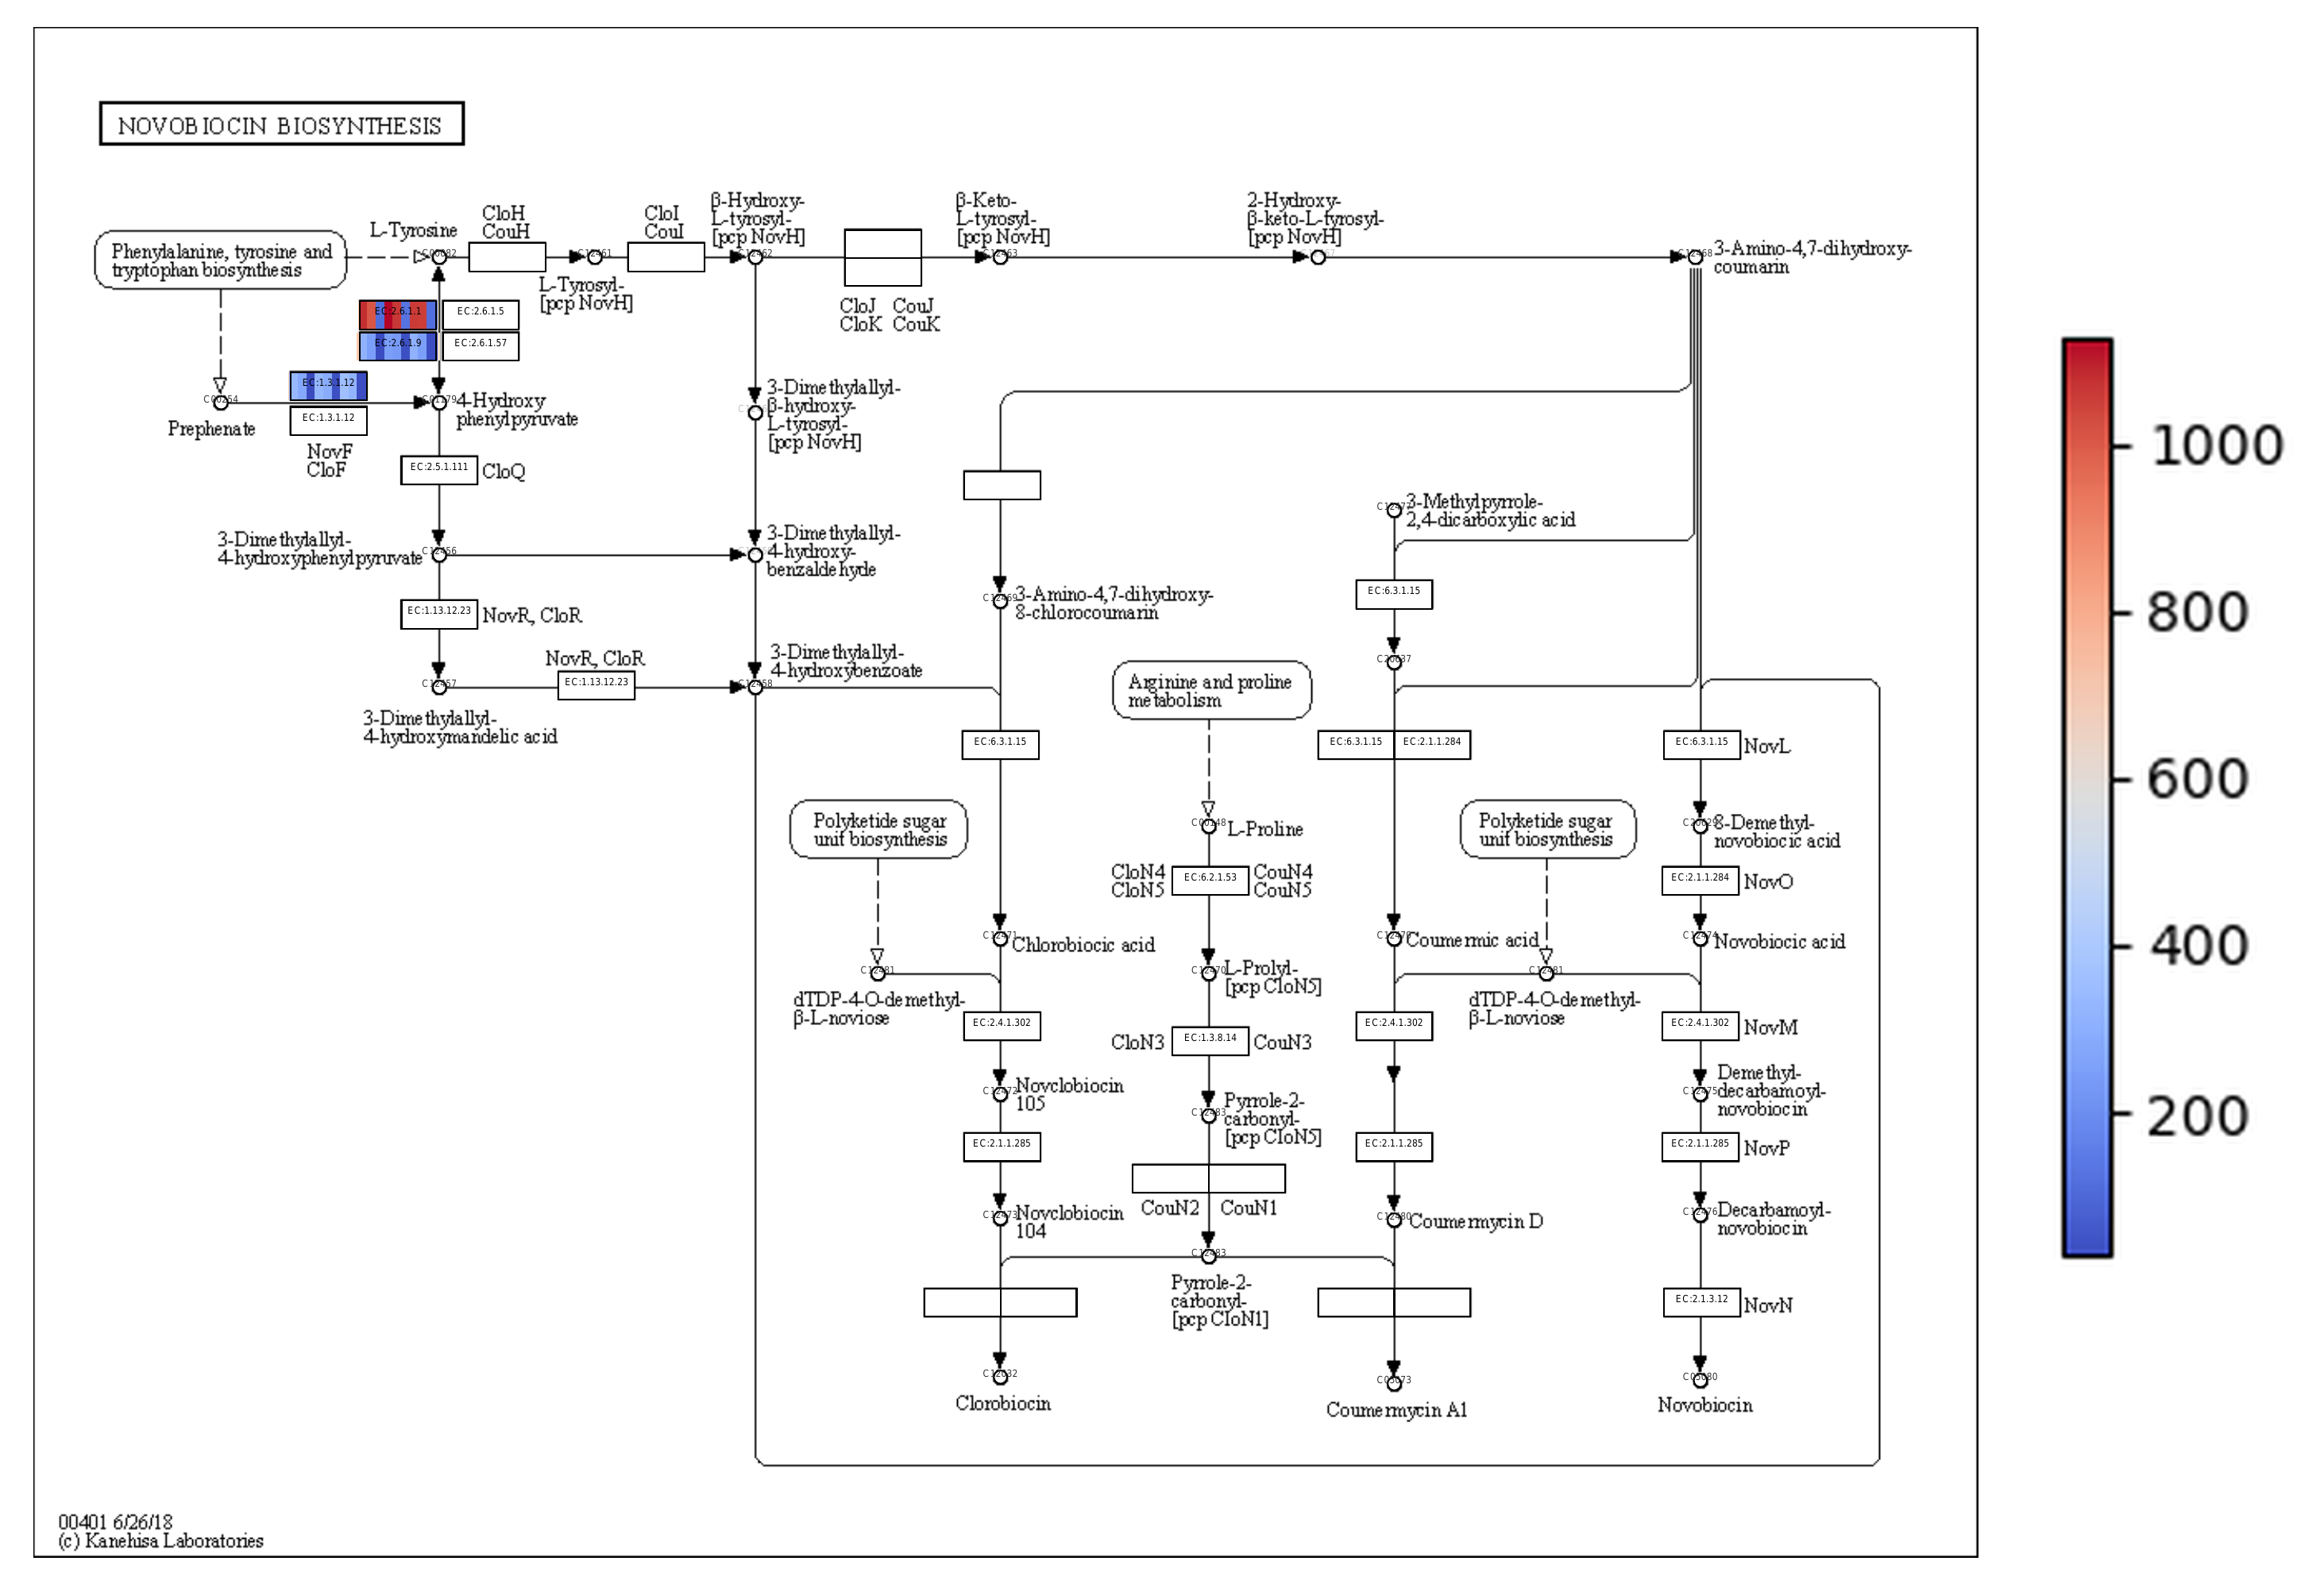 NOVOBIOCIN BIOSYNTHESIS
Phenylalanine, tyrosine and
tryptophan biosynthesis
L-Tyrosine
C00082
CloH
CouH
C12461
L-Tyrosyl-
[pcp NovH]
CloI
CouI
β-Hydroxy-
L-tyrosyl-
[pcp NovH]
C12462
CloJ CouJ
CloK CouK
β-Keto-
L-tyrosyl-
[pcp NovH]
C12463
2-Hydroxy-
β-keto-L-tyrosyl-
[pcp NovH]
3-Amino-4,7-dihydroxy-
coumarin
C12468
EC:2.6.1.1
EC:2.6.1.5
EC:2.6.1.9
EC:2.6.1.57
EC:1.3.1.12
EC:1.3.1.12
C00254
Prephenate
NovF
CloF
C01179
4-Hydroxy
phenylpyruvate
3-Dimethylallyl-
β-hydroxy-
L-tyrosyl-
[pcp NovH]
EC:2.5.1.111
CloQ
3-Dimethylallyl-
4-hydroxyphenylpyruvate
C12456
3-Dimethylallyl-
4-hydroxy-
benzaldehyde
C12477
3-Methylpyrrole-
2,4-dicarboxylic acid
C12469
3-Amino-4,7-dihydroxy-
8-chlorocoumarin
EC:6.3.1.15
EC:1.13.12.23
NovR, CloR
C20637
C12457
3-Dimethylallyl-
4-hydroxymandelic acid
NovR, CloR
EC:1.13.12.23
3-Dimethylallyl-
4-hydroxybenzoate
C12458
Arginine and proline
metabolism
EC:6.3.1.15
EC:6.3.1.15
EC:2.1.1.284
EC:6.3.1.15
NovL
Polyketide sugar
unit biosynthesis
C00148
L-Proline
Polyketide sugar
unit biosynthesis
8-Demethyl-
novobiocic acid
CloN4
CloN5
EC:6.2.1.53
CouN4
CouN5
EC:2.1.1.284
NovO
C12471
Chlorobiocic acid
Coumermic acid
C12474
Novobiocic acid
C12481
dTDP-4-O-demethyl-
β-L-noviose
C12470
L-Prolyl-
[pcp CloN5]
C12481
dTDP-4-O-demethyl-
β-L-noviose
EC:2.4.1.302
CloN3
EC:1.3.8.14
CouN3
EC:2.4.1.302
EC:2.4.1.302
NovM
C12472
Novclobiocin
105
C12483
Pyrrole-2-
carbonyl-
[pcp CloN5]
C12475
Demethyl-
decarbamoyl-
novobiocin
EC:2.1.1.285
EC:2.1.1.285
EC:2.1.1.285
NovP
CouN2
CouN1
C12473
Novclobiocin
104
C12480
Coumermycin D
C12476
Decarbamoyl-
novobiocin
C12483
Pyrrole-2-
carbonyl-
[pcp CloN1]
EC:2.1.3.12
NovN
C12032
Clorobiocin
C05073
Coumermycin A1
C05080
Novobiocin
00401 6/26/18
(c) Kanehisa Laboratories
1000
800
600
400
200